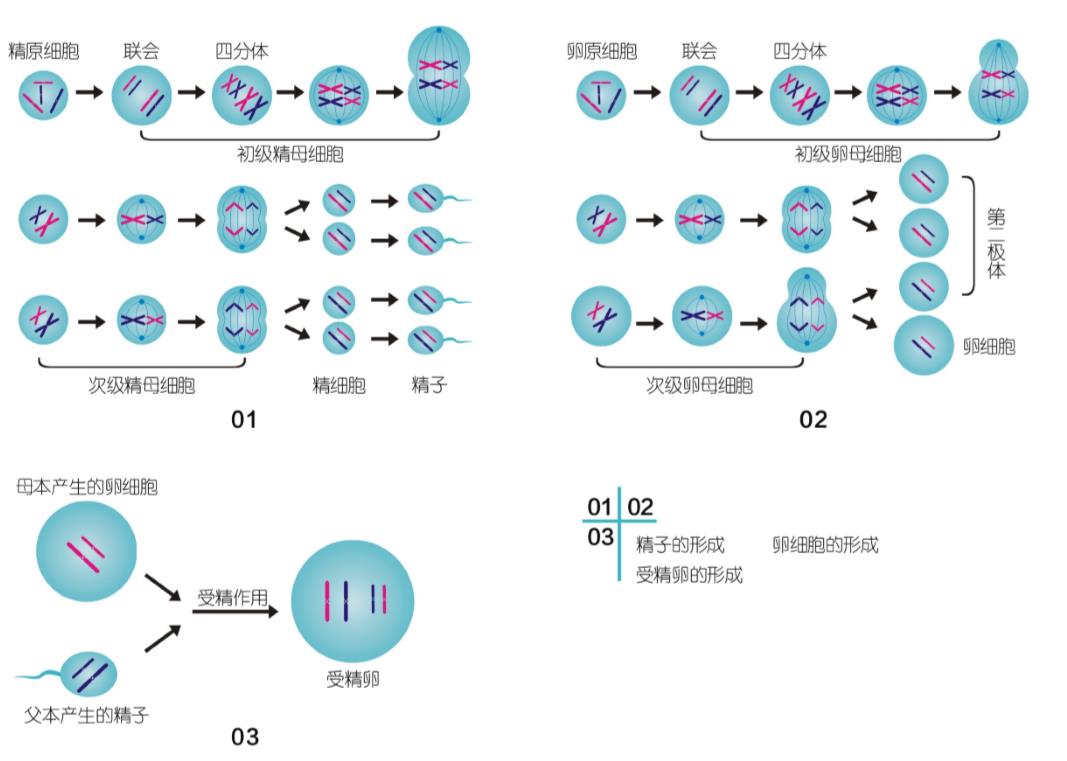 精原细胞
联会
四分体
初级精母细胞
次级精母细胞
精细胞
精子
01
卵原细胞
联会
四分体
初级卵母细胞
第二极体
卵细胞
次级卵母细胞
02
母本产生的卵细胞
受精作用
受精卵
父本产生的精子
03
01 02
03
精子的形成 卵细胞的形成
受精卵的形成